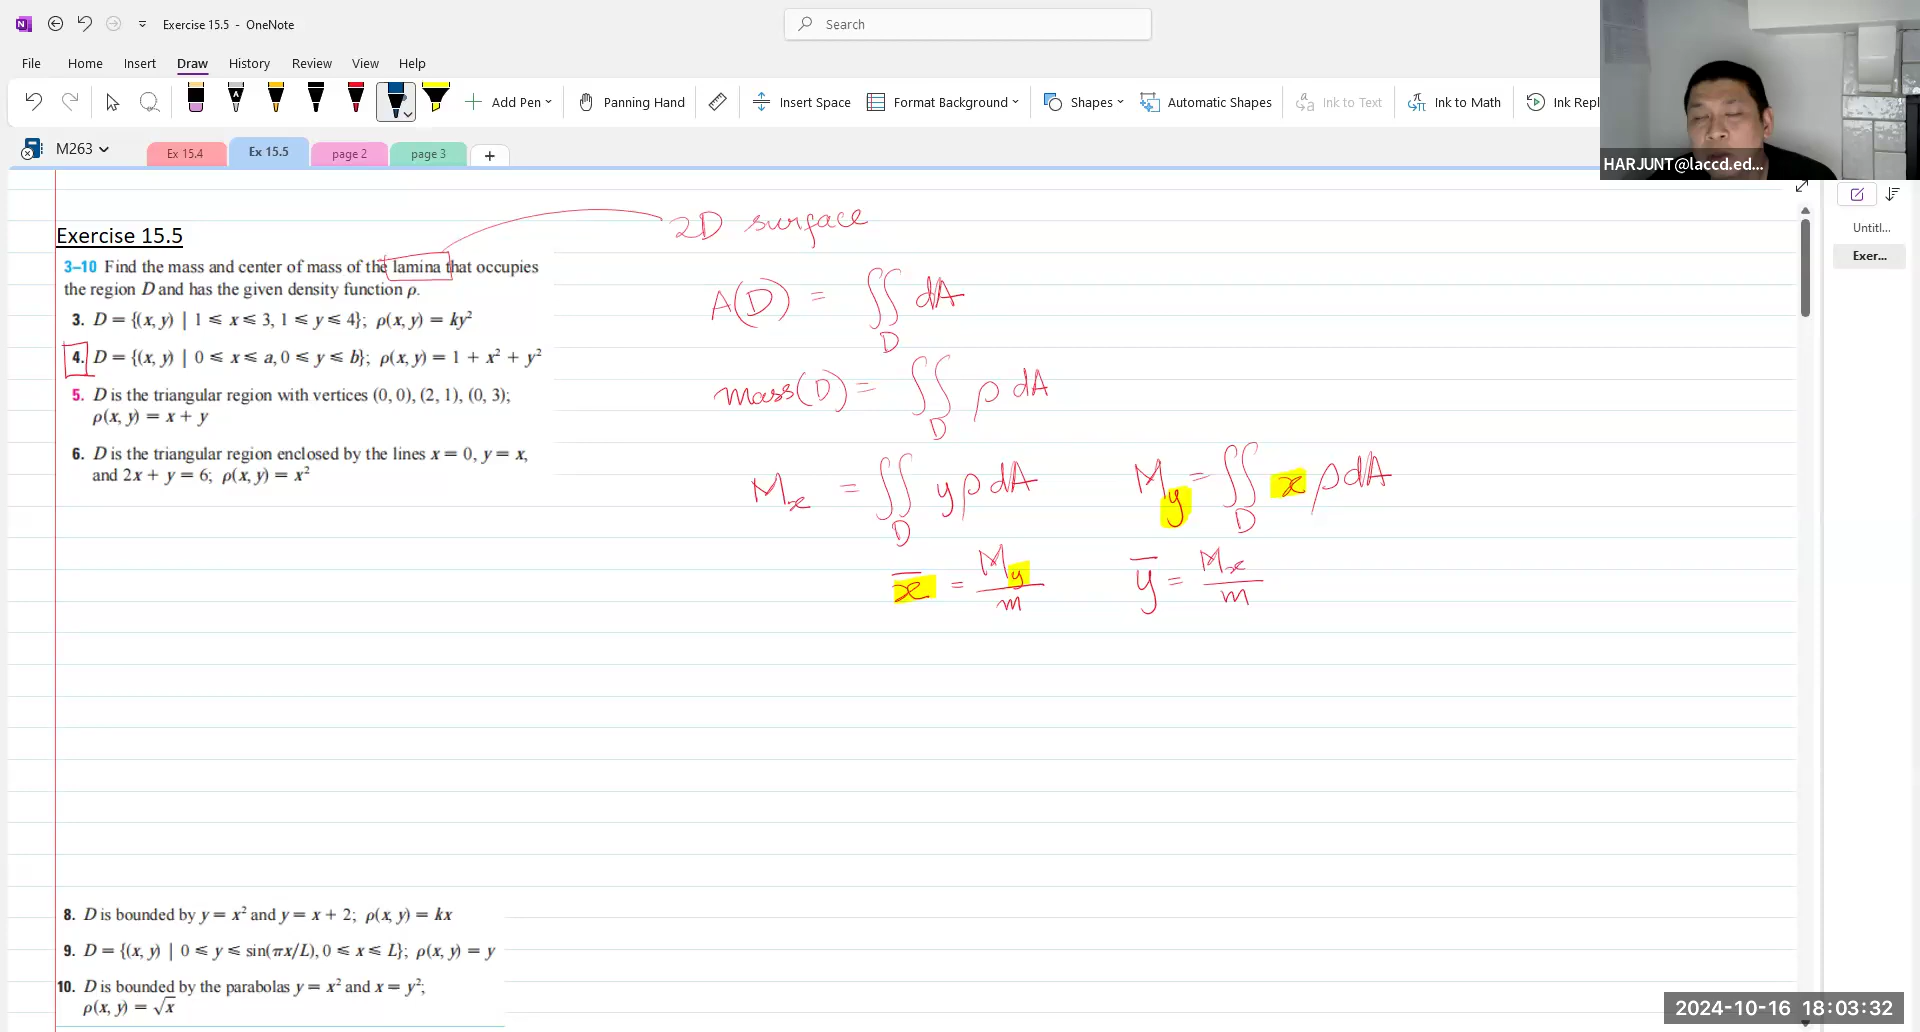 Exercise 15.5 - OneNote
Search
File Home Insert Draw History Review View Help
Add Pen Panning Hand Insert Space Format Background Shapes Automatic Shapes Ink to Text Ink to Math Ink Repl
HARJUNT@laccd.ed...
M263 Ex 15.4 Ex 15.5 page 2 page 3
Untitl...
Exer...
Exercise 15.5
3–10 Find the mass and center of mass of the lamina that occupies
the region D and has the given density function ρ.
3. D = {(x, y) | 1 ≤ x ≤ 3, 1 ≤ y ≤ 4}; ρ(x, y) = ky²
4. D = {(x, y) | 0 ≤ x ≤ a, 0 ≤ y ≤ b}; ρ(x, y) = 1 + x² + y²
5. D is the triangular region with vertices (0, 0), (2, 1), (0, 3);
ρ(x, y) = x + y
6. D is the triangular region enclosed by the lines x = 0, y = x,
and 2x + y = 6; ρ(x, y) = x²
2D surface
A(D) = ∬_D dA
mass(D) = ∬_D ρ dA
M_x = ∬_D y ρ dA M_y = ∬_D x ρ dA
x̄ = M_y / m ȳ = M_x / m
8. D is bounded by y = x² and y = x + 2; ρ(x, y) = kx
9. D = {(x, y) | 0 ≤ y ≤ sin(πx/L), 0 ≤ x ≤ L}; ρ(x, y) = y
10. D is bounded by the parabolas y = x² and x = y²;
ρ(x, y) = √x
2024-10-16 18:03:32